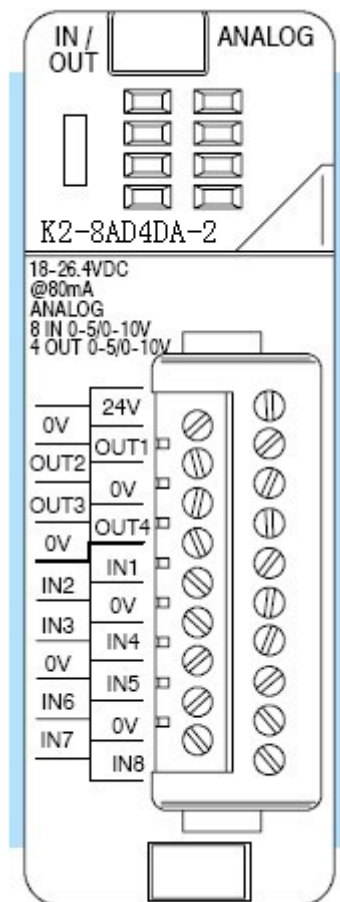 IN / OUT
ANALOG
K2-8AD4DA-2
18-26.4VDC
@80mA
ANALOG
8 IN 0-5/0-10V
4 OUT 0-5/0-10V
24V
0V
OUT1
OUT2
0V
OUT3
OUT4
0V
IN1
IN2
0V
IN3
IN4
0V
IN5
IN6
0V
IN7
IN8